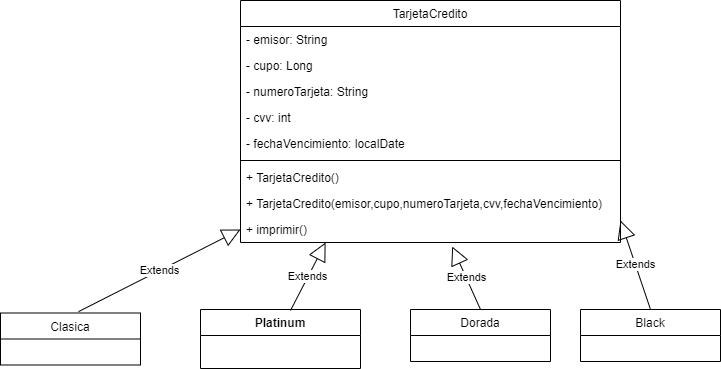 TarjetaCredito
- emisor: String
- cupo: Long
- numeroTarjeta: String
- cvv: int
- fechaVencimiento: localDate
+ TarjetaCredito()
+ TarjetaCredito(emisor,cupo,numeroTarjeta,cvv,fechaVencimiento)
+ imprimir()
Extends
Extends
Extends
Extends
Clasica
Platinum
Dorada
Black